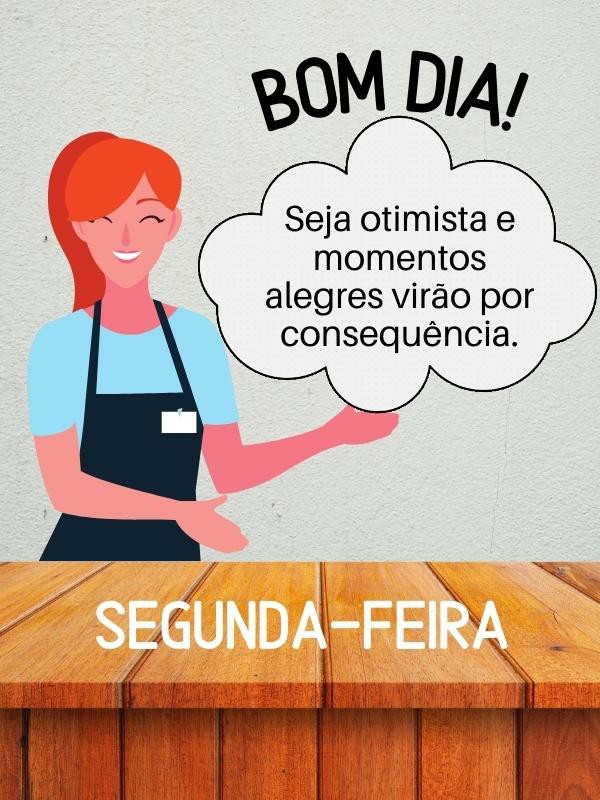 BOM DIA!
Seja otimista e
momentos
alegres virão por
consequência.
SEGUNDA-FEIRA